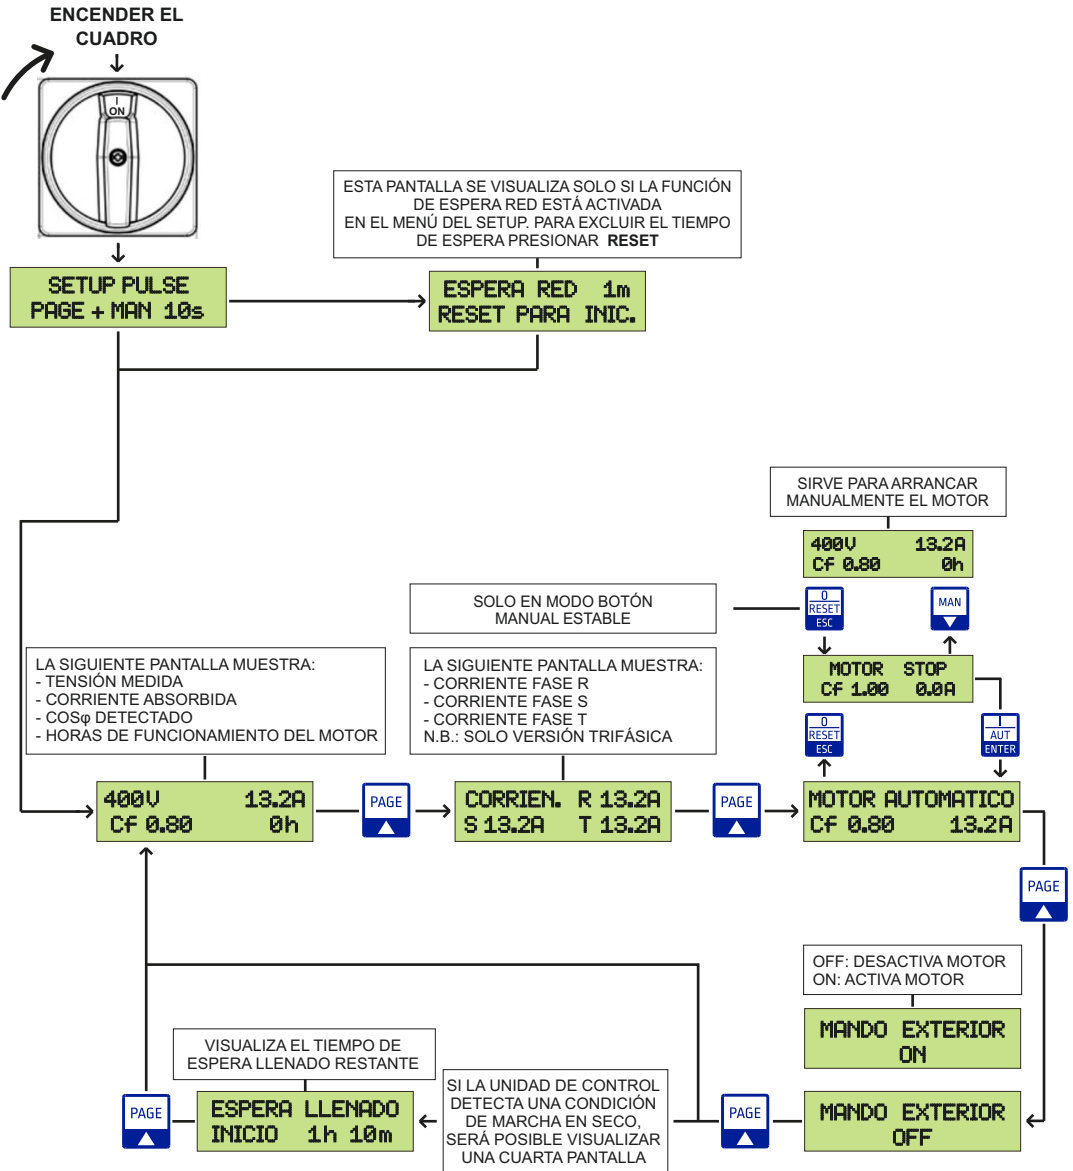 ENCENDER EL
CUADRO
I
ON
ESTA PANTALLA SE VISUALIZA SOLO SI LA FUNCIÓN
DE ESPERA RED ESTÁ ACTIVADA
EN EL MENÚ DEL SETUP. PARA EXCLUIR EL TIEMPO
DE ESPERA PRESIONAR RESET
SETUP PULSE
PAGE + MAN 10s
ESPERA RED 1m
RESET PARA INIC.
SIRVE PARA ARRANCAR
MANUALMENTE EL MOTOR
400V 13.2A
Cf 0.80 0h
SOLO EN MODO BOTÓN
MANUAL ESTABLE
0
RESET
ESC
MAN
MOTOR STOP
Cf 1.00 0.0A
LA SIGUIENTE PANTALLA MUESTRA:
- TENSIÓN MEDIDA
- CORRIENTE ABSORBIDA
- COSφ DETECTADO
- HORAS DE FUNCIONAMIENTO DEL MOTOR
LA SIGUIENTE PANTALLA MUESTRA:
- CORRIENTE FASE R
- CORRIENTE FASE S
- CORRIENTE FASE T
N.B.: SOLO VERSIÓN TRIFÁSICA
0
RESET
ESC
I
AUT
ENTER
400V 13.2A
Cf 0.80 0h
PAGE
CORRIEN. R 13.2A
S 13.2A T 13.2A
PAGE
MOTOR AUTOMATICO
Cf 0.80 13.2A
PAGE
OFF: DESACTIVA MOTOR
ON: ACTIVA MOTOR
MANDO EXTERIOR
ON
VISUALIZA EL TIEMPO DE
ESPERA LLENADO RESTANTE
PAGE
ESPERA LLENADO
INICIO 1h 10m
SI LA UNIDAD DE CONTROL
DETECTA UNA CONDICIÓN
DE MARCHA EN SECO,
SERÁ POSIBLE VISUALIZAR
UNA CUARTA PANTALLA
PAGE
MANDO EXTERIOR
OFF